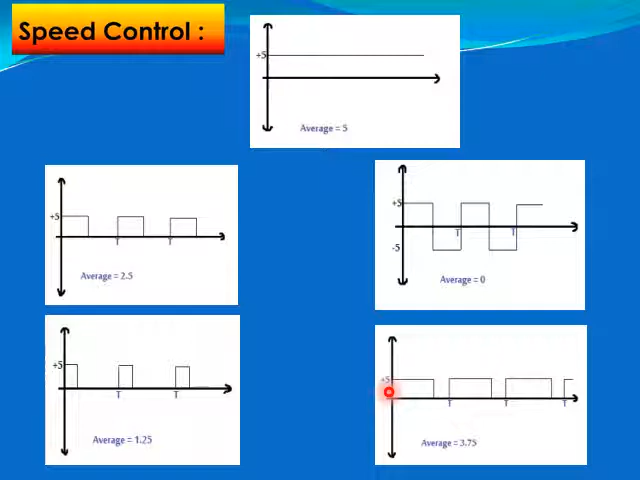 Speed Control :
+5
Average = 5
+5
T
T
Average = 2.5
+5
T
T
-5
Average = 0
+5
T
T
Average = 1.25
+5
T
T
T
Average = 3.75